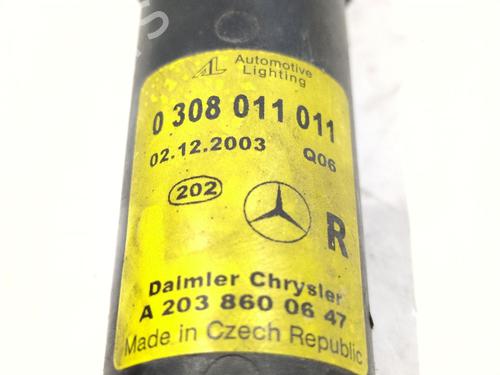 AL Automotive
Lighting
0 308 011 011
02.12.2003 Q06
202
R
Daimler Chrysler
A 203 860 06 47
Made in Czech Republic